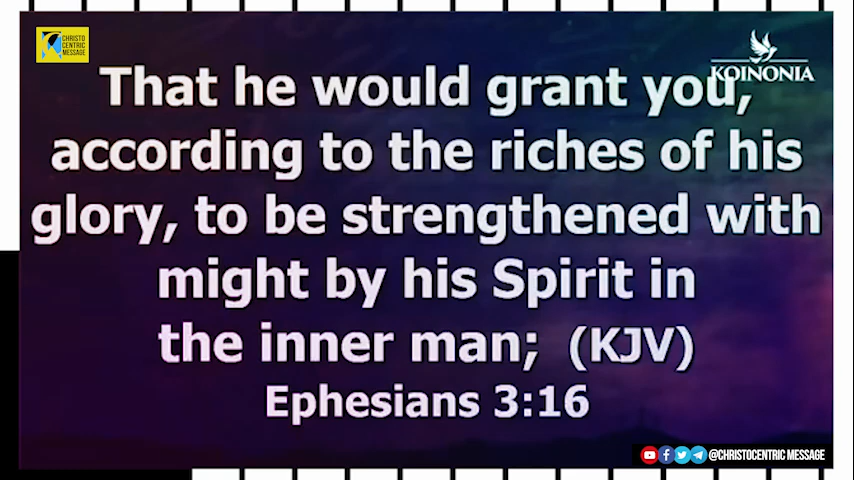 CHRISTO
CENTRIC
MESSAGE
KOINONIA
That he would grant you,
according to the riches of his
glory, to be strengthened with
might by his Spirit in
the inner man; (KJV)
Ephesians 3:16
@CHRISTOCENTRIC MESSAGE